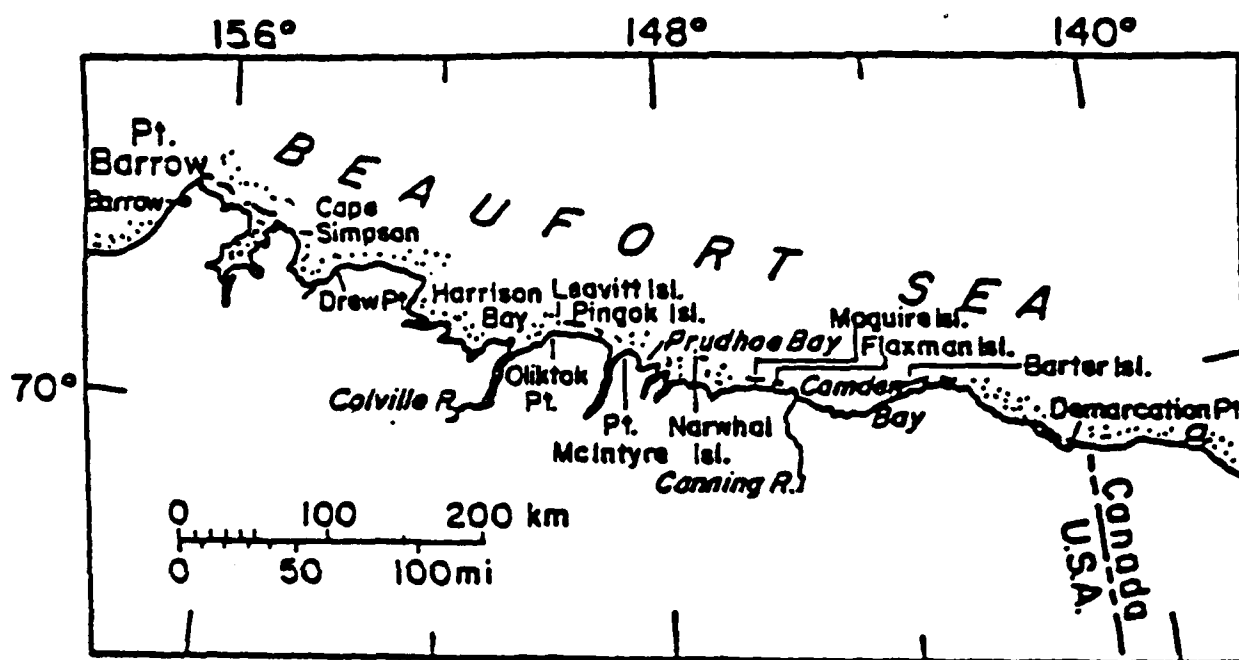 156°
148°
140°
Pt.
Barrow
Barrow
BEAUFORT SEA
Cape
Simpson
Drew Pt.
Harrison
Bay
Leavitt Isl.
Pingok Isl.
Prudhoe Bay
Maguire Isl.
Flaxman Isl.
Barter Isl.
70°
Colville R.
Oliktok
Pt.
Camden
Bay
Demarcation Pt.
Pt.
McIntyre
Narwhal
Isl.
Canning R.
0 100 200 km
0 50 100mi
Canada
U.S.A.